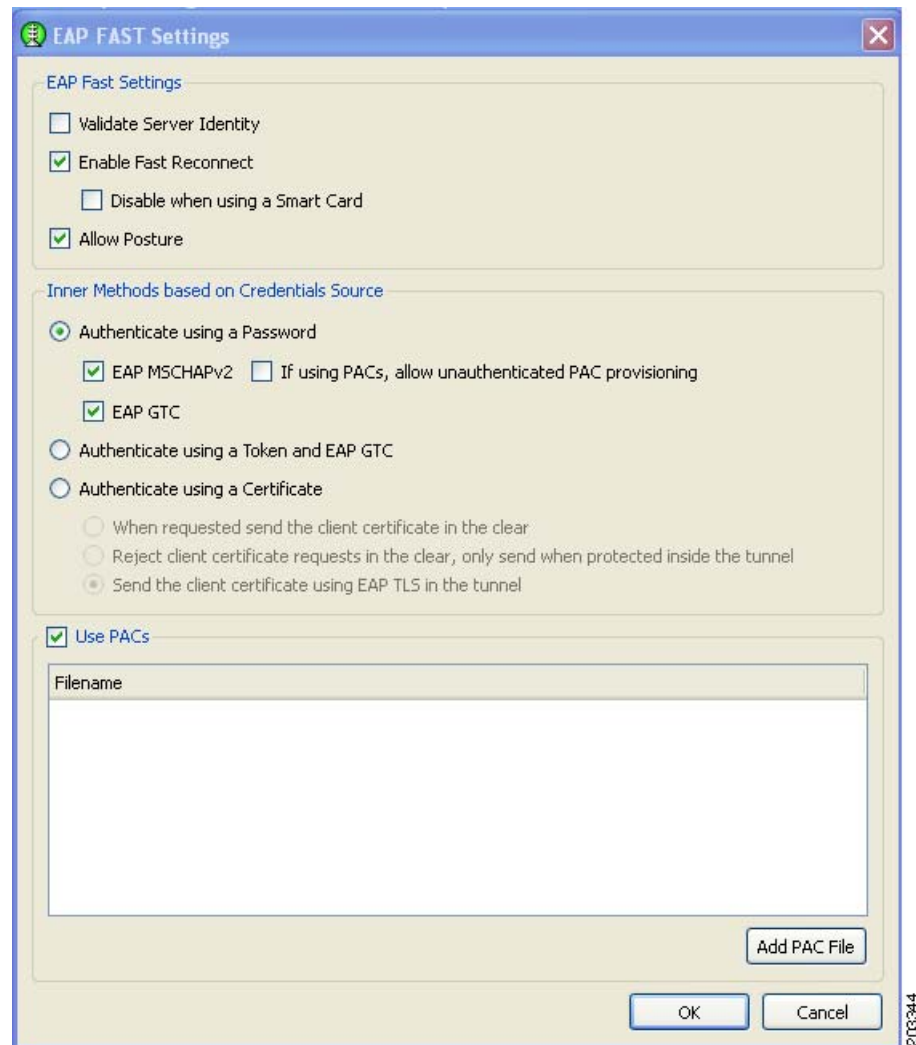 EAP FAST Settings
EAP Fast Settings
Validate Server Identity
Enable Fast Reconnect
Disable when using a Smart Card
Allow Posture
Inner Methods based on Credentials Source
Authenticate using a Password
EAP MSCHAPv2 If using PACs, allow unauthenticated PAC provisioning
EAP GTC
Authenticate using a Token and EAP GTC
Authenticate using a Certificate
When requested send the client certificate in the clear
Reject client certificate requests in the clear, only send when protected inside the tunnel
Send the client certificate using EAP TLS in the tunnel
Use PACs
Filename
Add PAC File
OK Cancel
203344